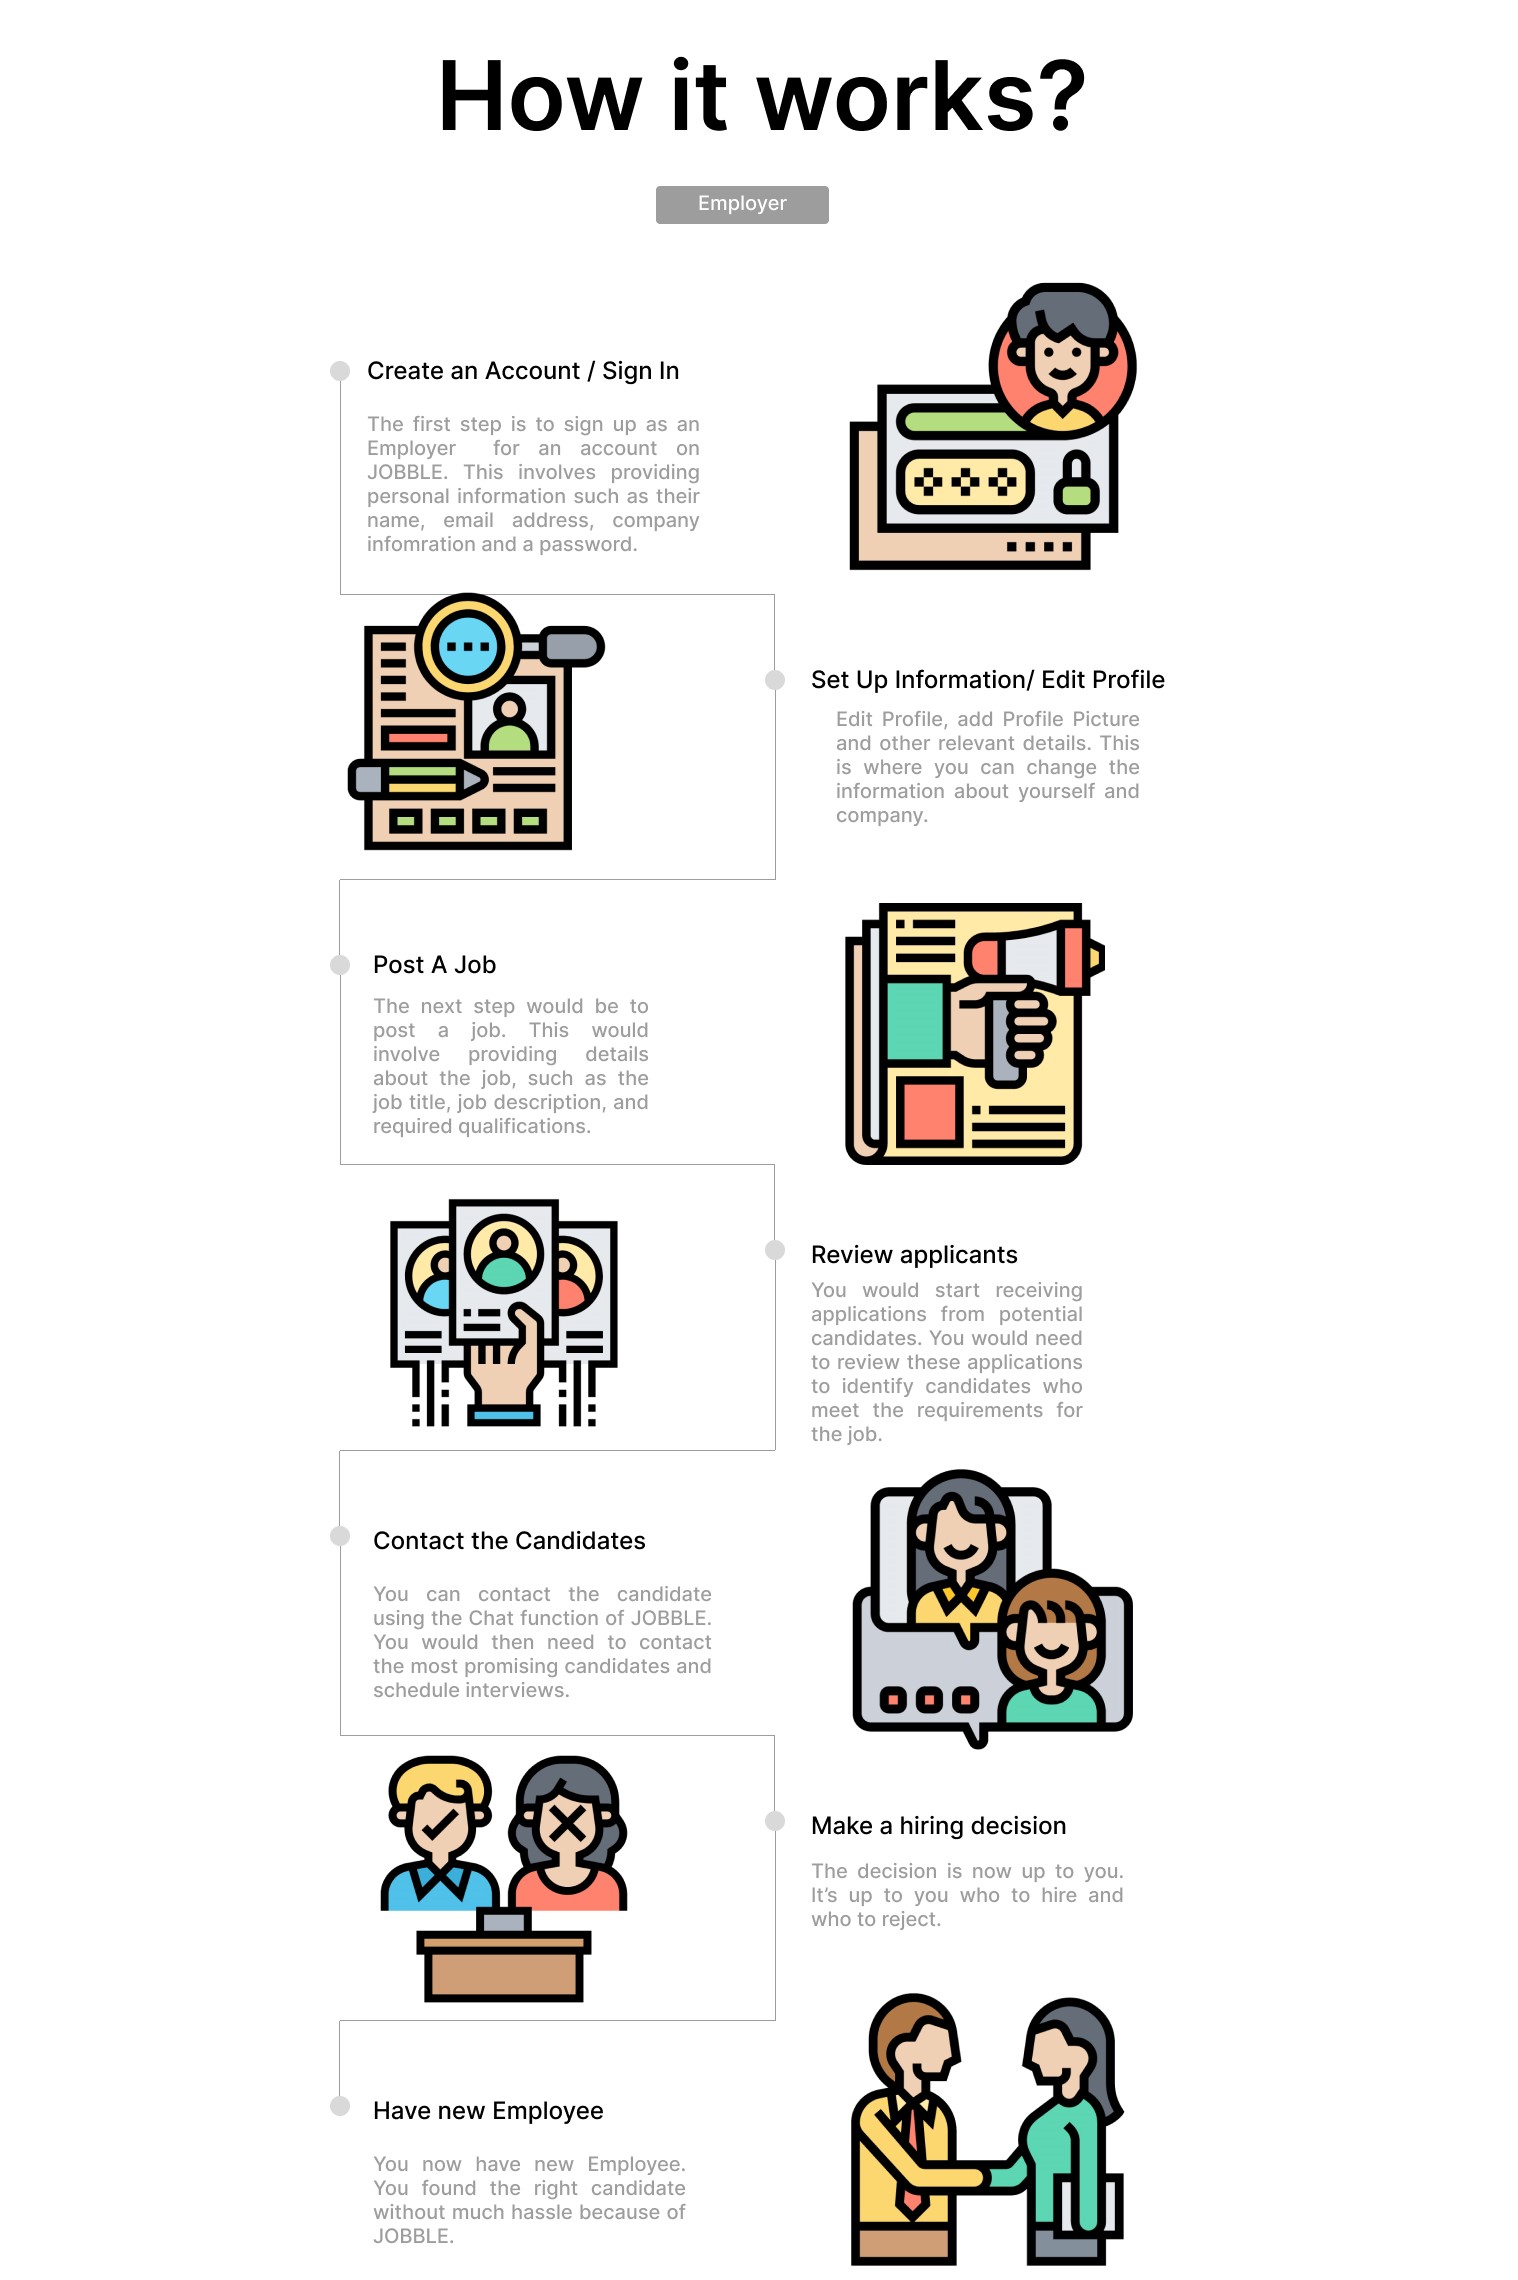 How it works?
Employer
Create an Account / Sign In
The first step is to sign up as an
Employer for an account on
JOBBLE. This involves providing
personal information such as their
name, email address, company
infomration and a password.
Set Up Information/ Edit Profile
Edit Profile, add Profile Picture
and other relevant details. This
is where you can change the
information about yourself and
company.
Post A Job
The next step would be to
post a job. This would
involve providing details
about the job, such as the
job title, job description, and
required qualifications.
Review applicants
You would start receiving
applications from potential
candidates. You would need
to review these applications
to identify candidates who
meet the requirements for
the job.
Contact the Candidates
You can contact the candidate
using the Chat function of JOBBLE.
You would then need to contact
the most promising candidates and
schedule interviews.
Make a hiring decision
The decision is now up to you.
It’s up to you who to hire and
who to reject.
Have new Employee
You now have new Employee.
You found the right candidate
without much hassle because of
JOBBLE.